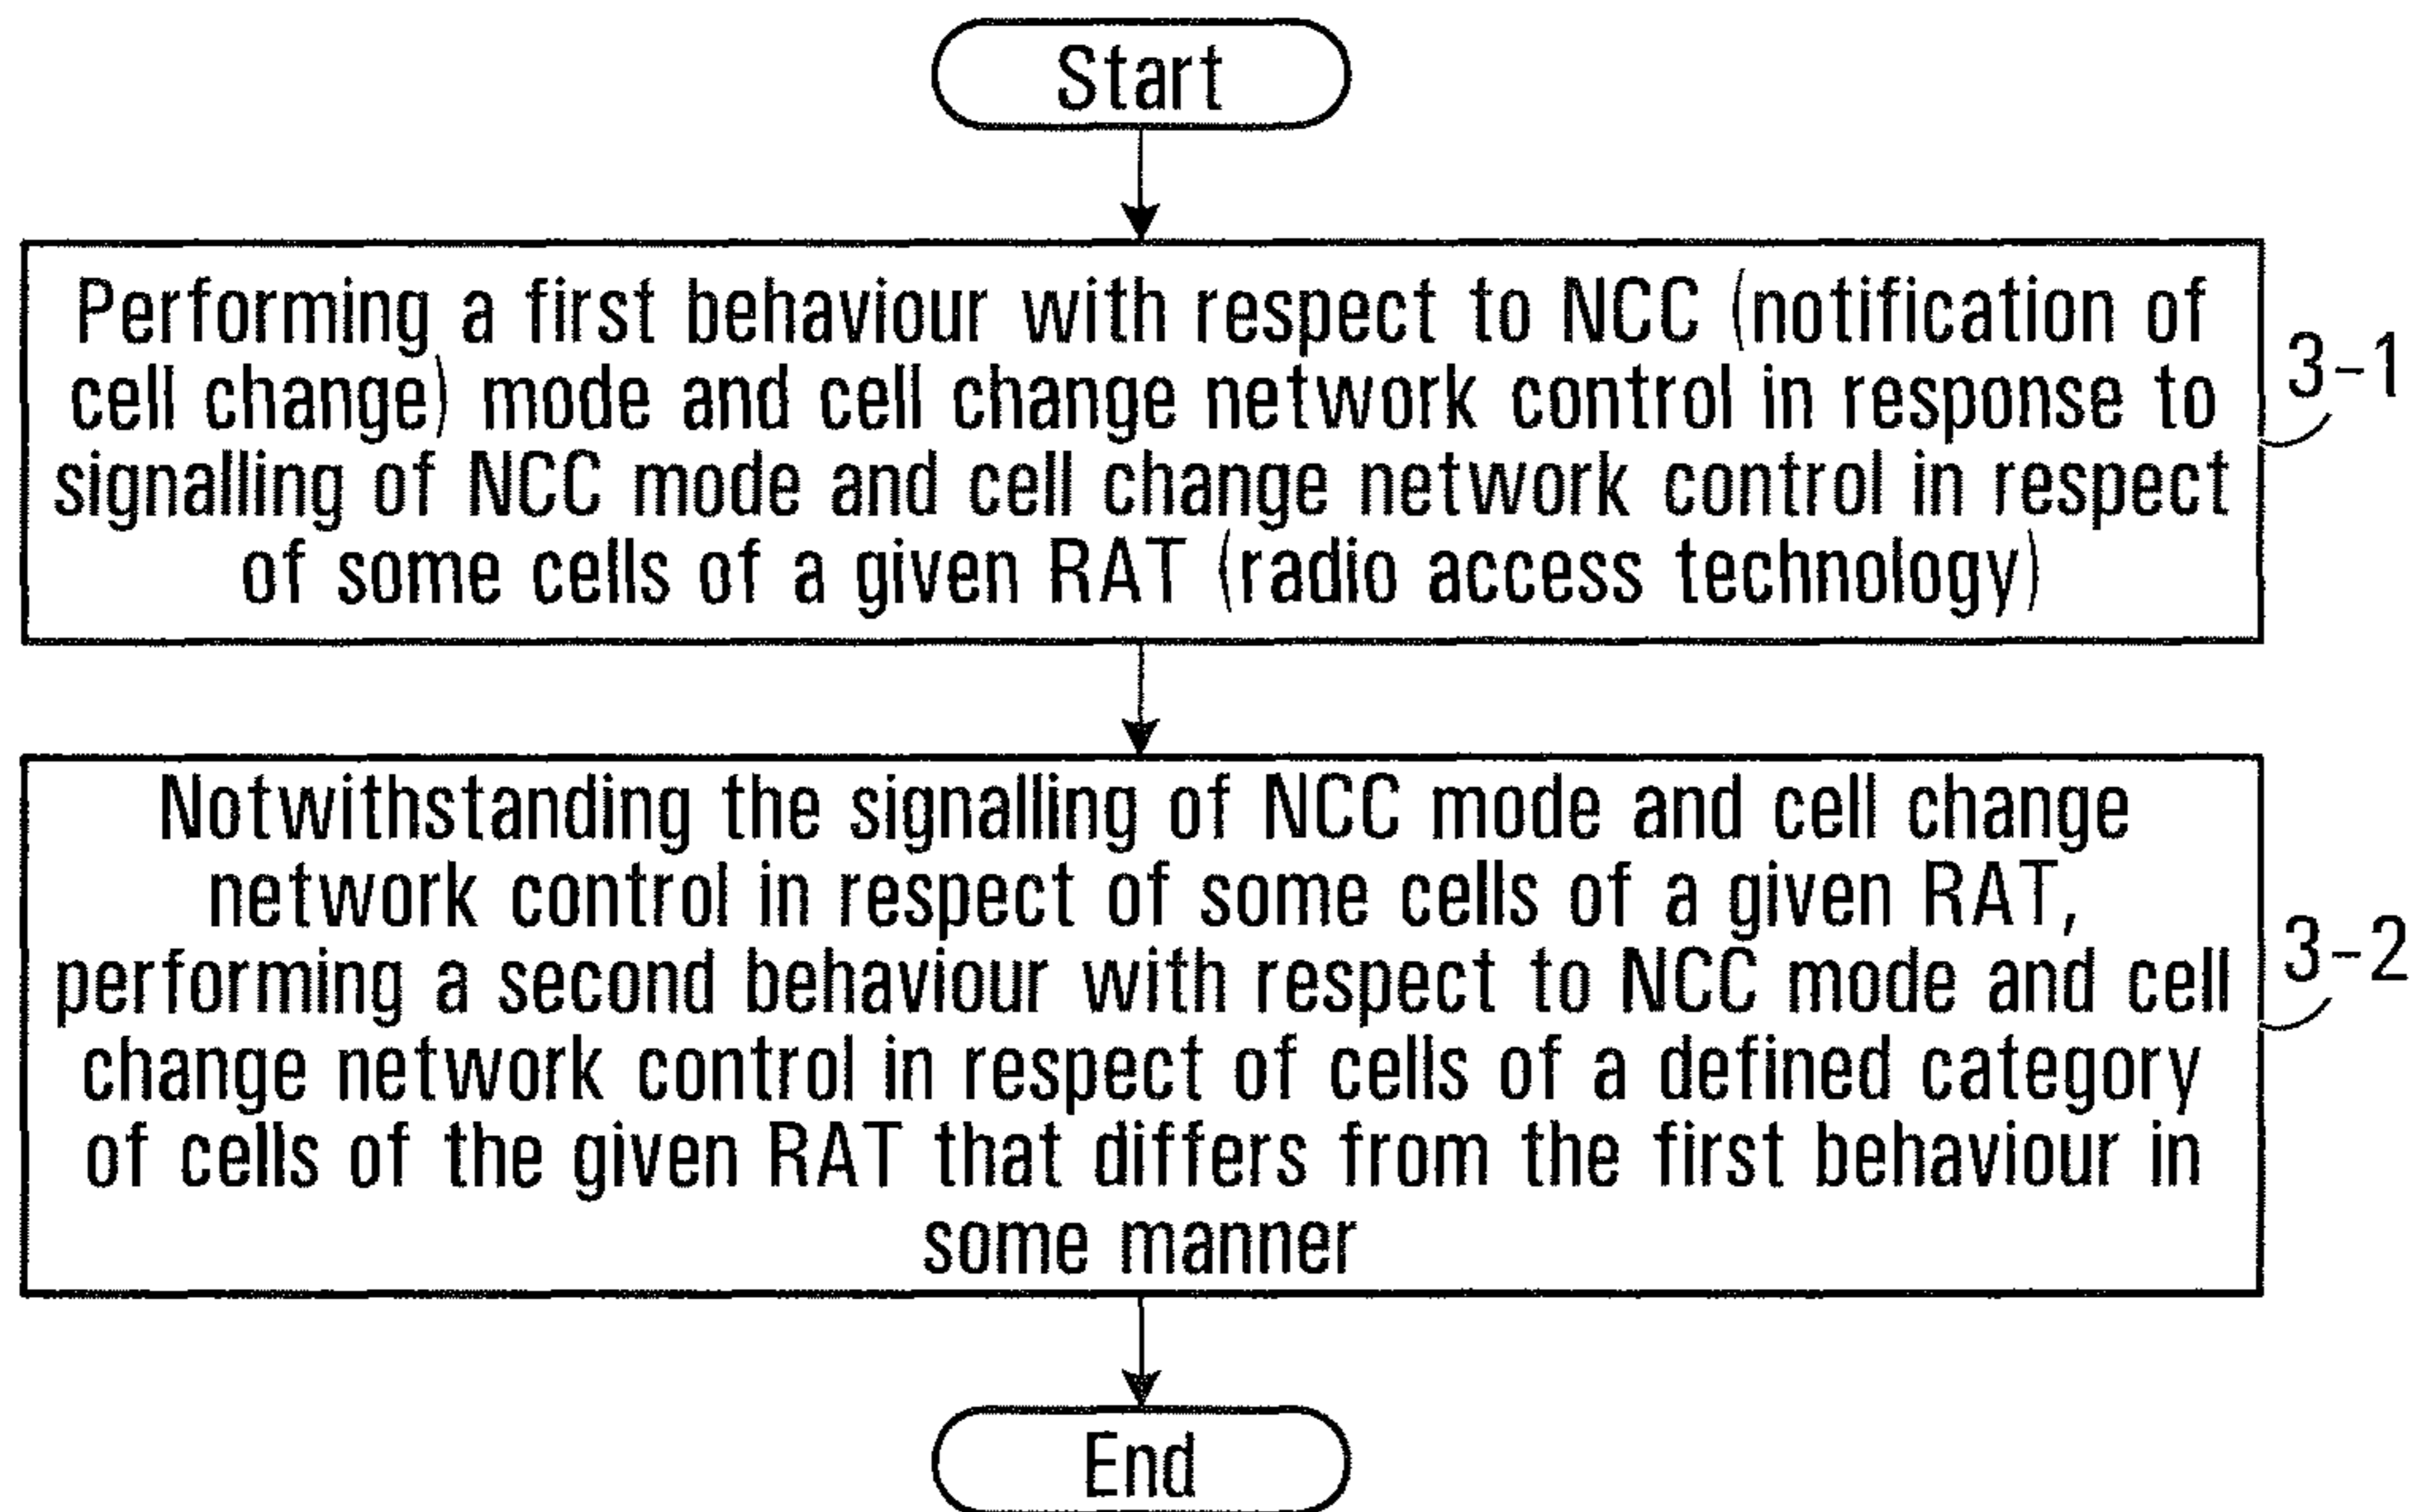 Start
Performing a first behaviour with respect to NCC (notification of
cell change) mode and cell change network control in response to
signalling of NCC mode and cell change network control in respect
of some cells of a given RAT (radio access technology)
3-1
Notwithstanding the signalling of NCC mode and cell change
network control in respect of some cells of a given RAT,
performing a second behaviour with respect to NCC mode and cell
change network control in respect of cells of a defined category
of cells of the given RAT that differs from the first behaviour in
some manner
3-2
End